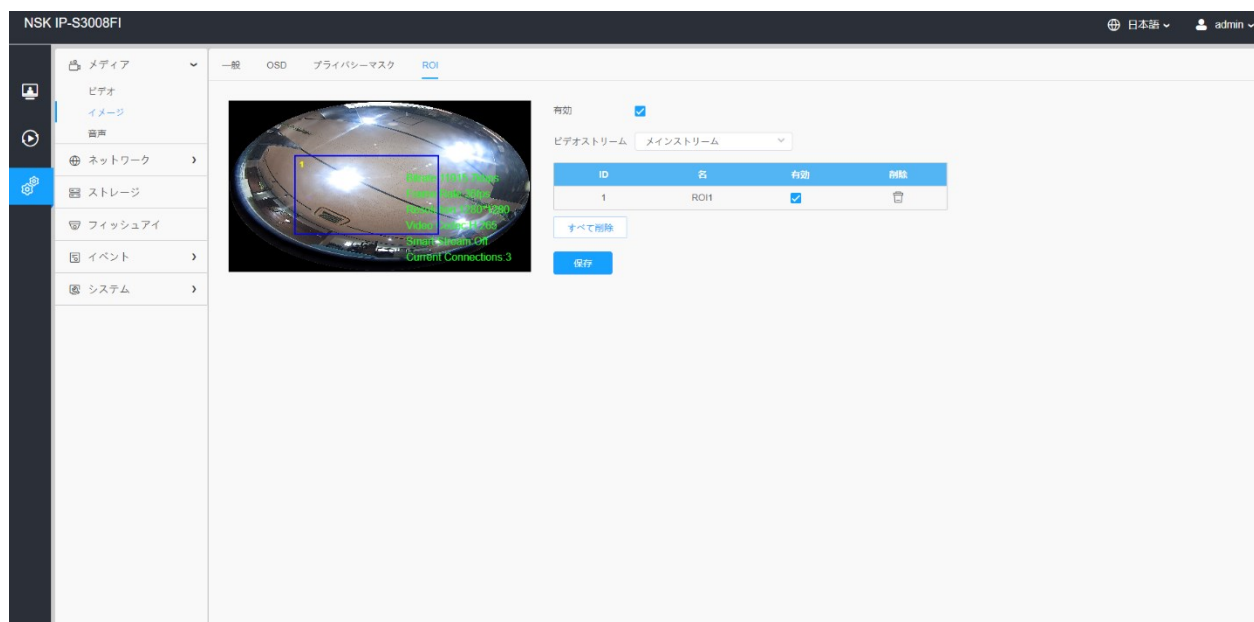 NSK IP-S3008FI
日本語
admin
メディア
ビデオ
イメージ
音声
ネットワーク
ストレージ
フィッシュアイ
イベント
システム
一般 OSD プライバシーマスク ROI
1
Video H.265
Smart Stream:Off
Current Connections:3
有効
ビデオストリーム メインストリーム
ID 名 有効 削除
1 ROI1
すべて削除
保存